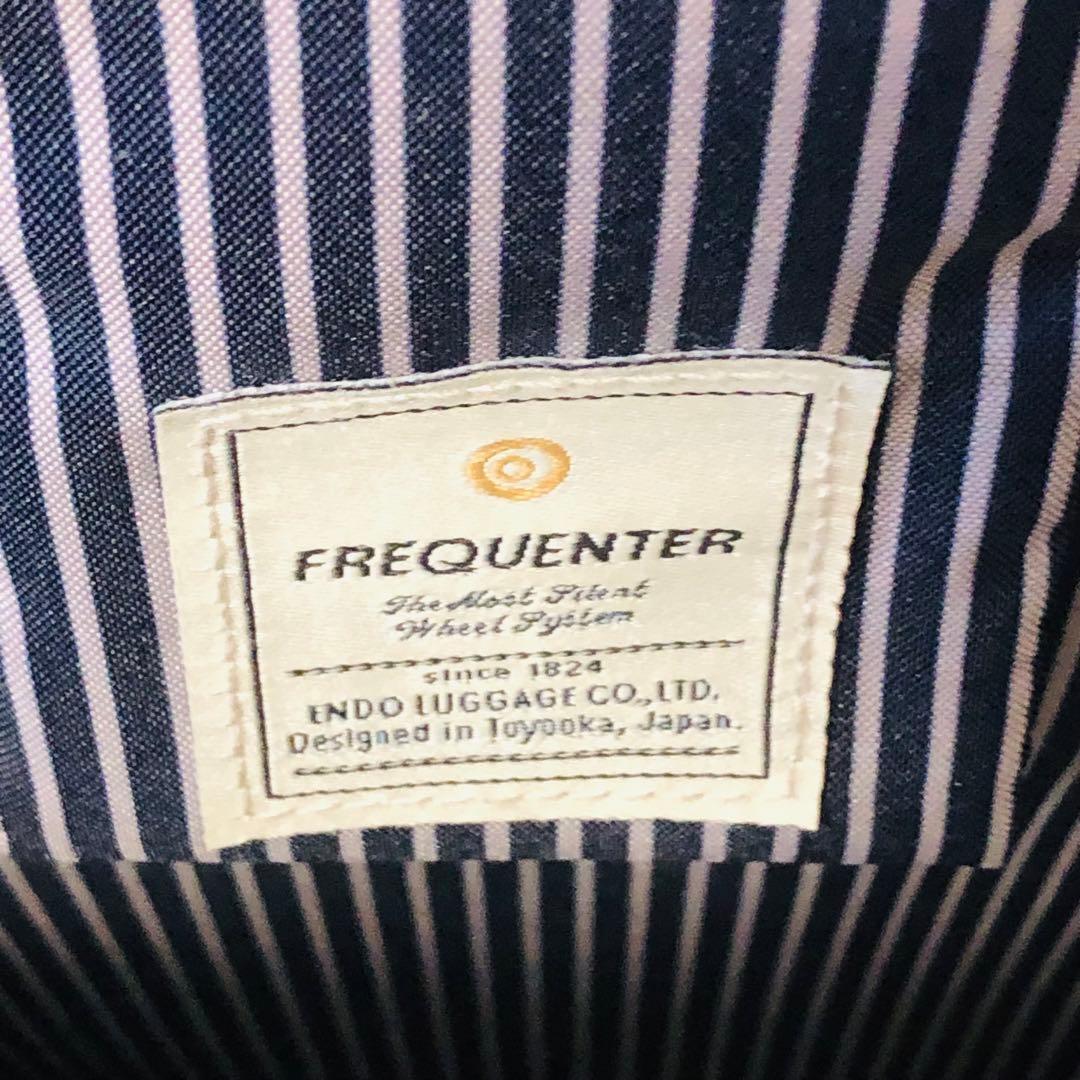 FREQUENTER
The Most Silent
Wheel System
since 1824
ENDO LUGGAGE CO.,LTD.
Designed in Toyooka, Japan.